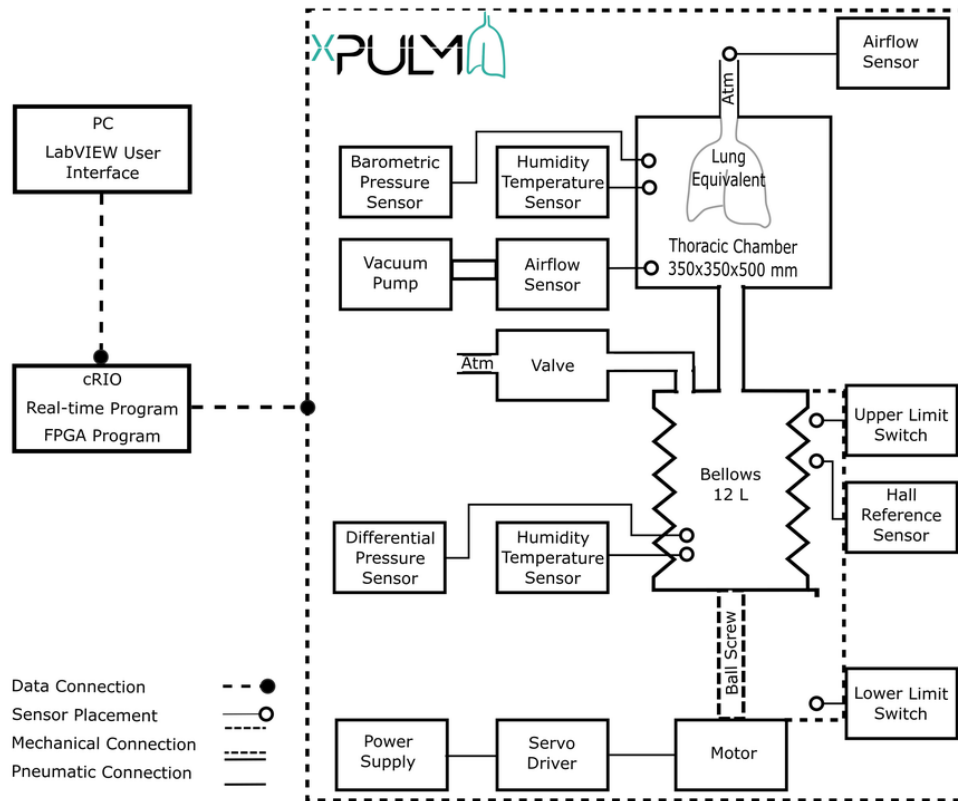 XPULM
Airflow
Sensor
Atm
PC
LabVIEW User
Interface
Barometric
Pressure
Sensor
Humidity
Temperature
Sensor
Lung
Equivalent
Thoracic Chamber
350x350x500 mm
Vacuum
Pump
Airflow
Sensor
Atm
Valve
cRIO
Real-time Program
FPGA Program
Upper Limit
Switch
Bellows
12 L
Hall
Reference
Sensor
Differential
Pressure
Sensor
Humidity
Temperature
Sensor
Ball Screw
Lower Limit
Switch
Power
Supply
Servo
Driver
Motor
Data Connection
Sensor Placement
Mechanical Connection
Pneumatic Connection